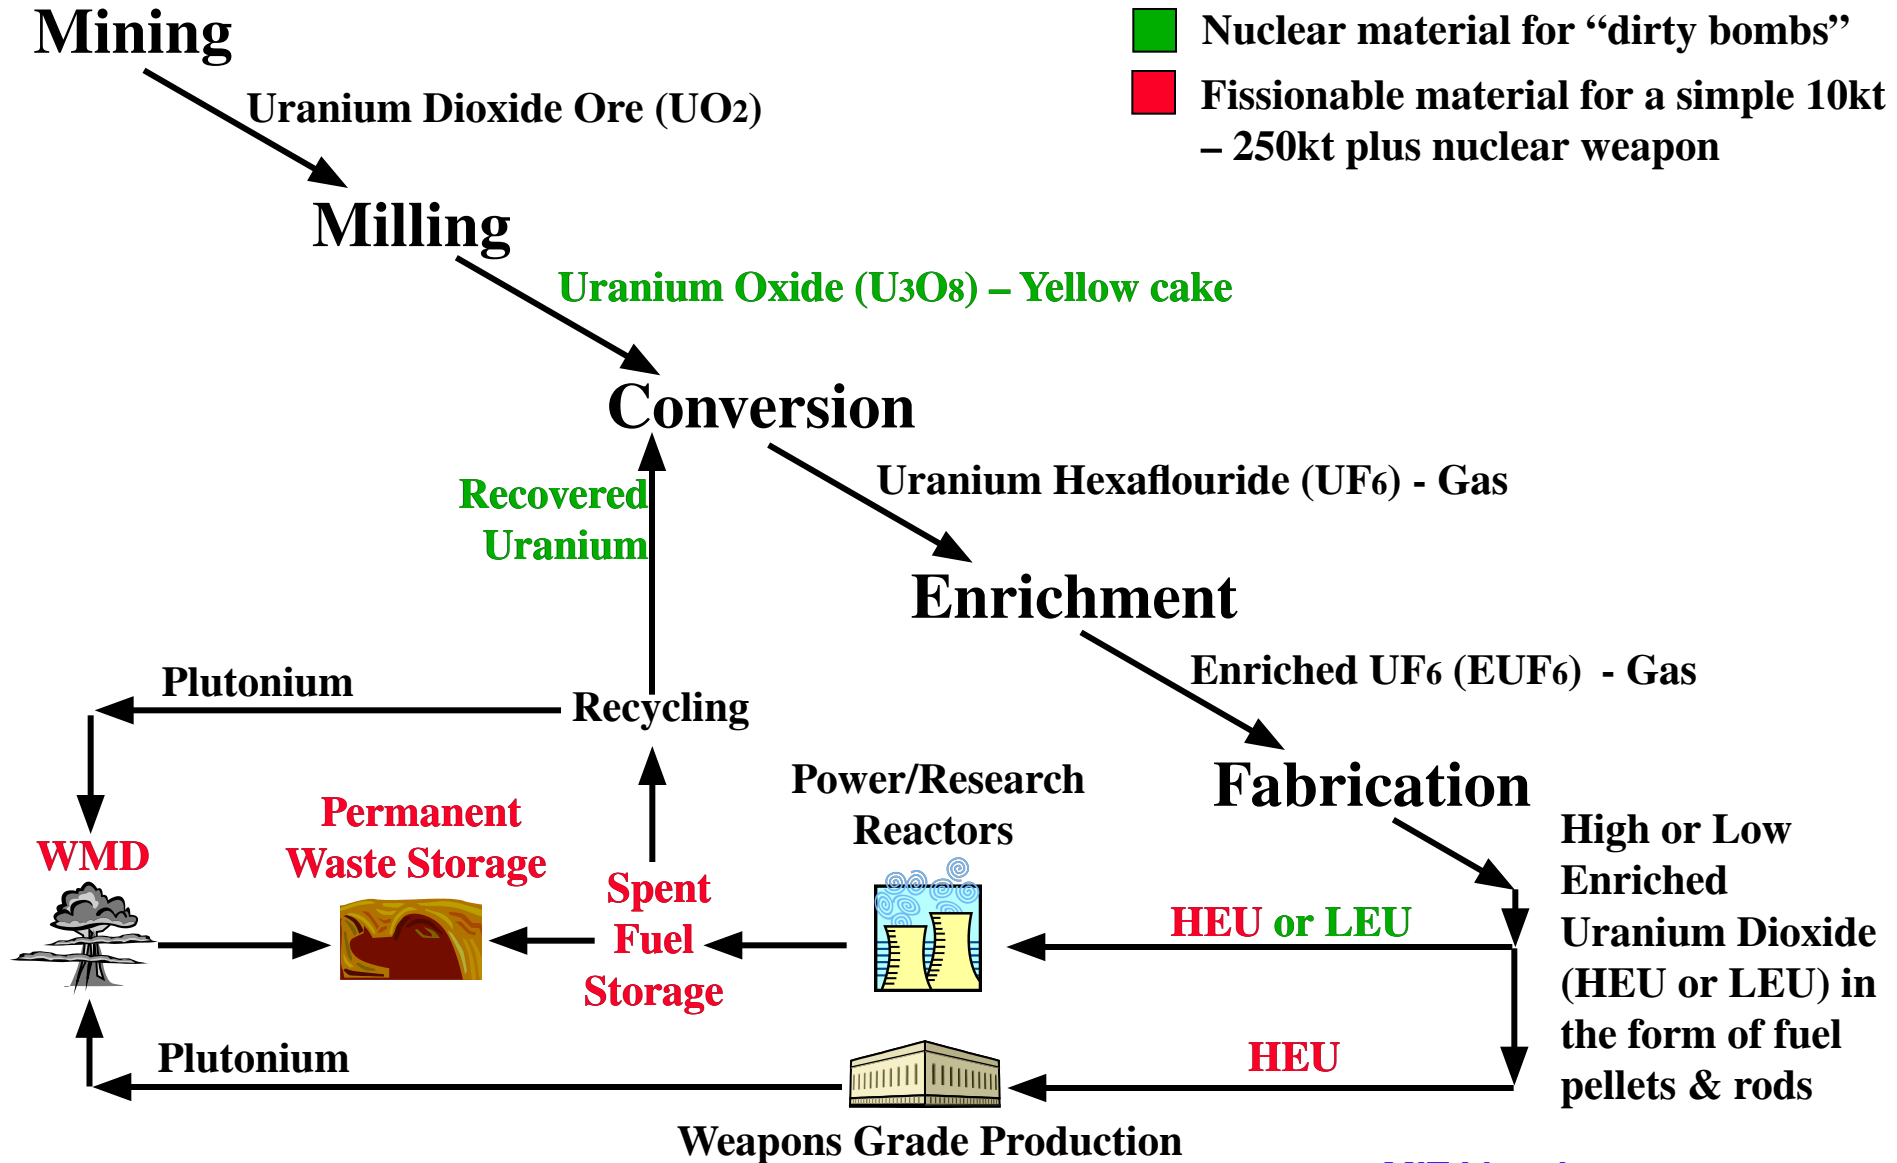 Mining
Nuclear material for “dirty bombs”
Fissionable material for a simple 10kt
– 250kt plus nuclear weapon
Uranium Dioxide Ore (UO2)
Milling
Uranium Oxide (U3O8) – Yellow cake
Conversion
Recovered
Uranium
Uranium Hexaflouride (UF6) - Gas
Enrichment
Enriched UF6 (EUF6) - Gas
Plutonium
Recycling
Power/Research
Reactors
Fabrication
Permanent
Waste Storage
WMD
Spent
Fuel
Storage
HEU or LEU
High or Low
Enriched
Uranium Dioxide
(HEU or LEU) in
the form of fuel
pellets & rods
HEU
Plutonium
Weapons Grade Production